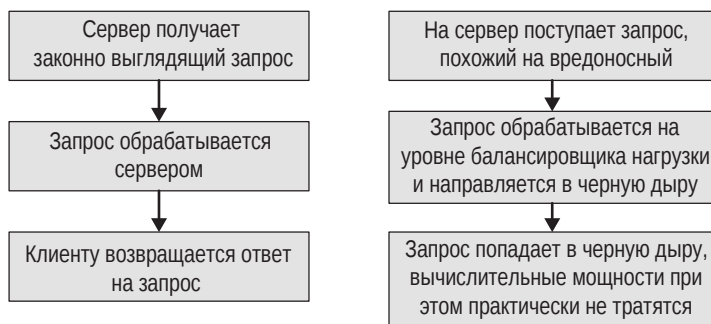 Сервер получает
законно выглядящий запрос
Запрос обрабатывается
сервером
Клиенту возвращается ответ
на запрос
На сервер поступает запрос,
похожий на вредоносный
Запрос обрабатывается на
уровне балансировщика нагрузки
и направляется в черную дыру
Запрос попадает в черную дыру,
вычислительные мощности при
этом практически не тратятся